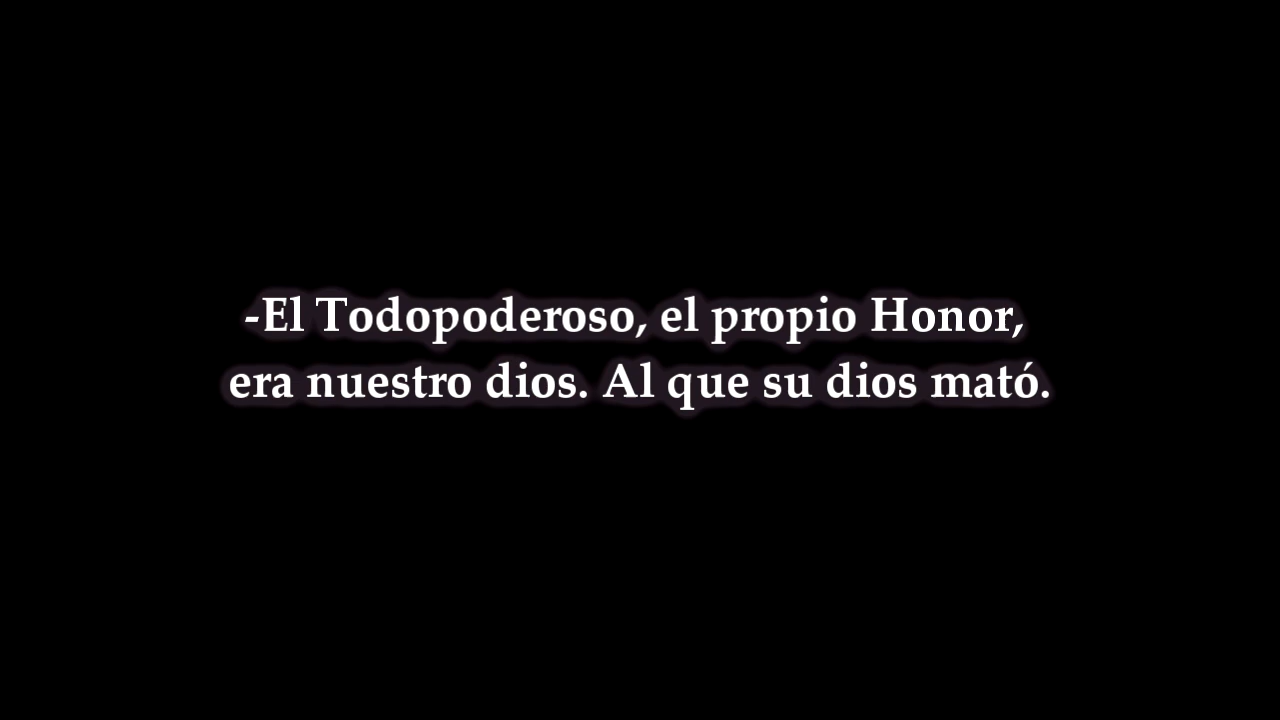 -El Todopoderoso, el propio Honor,
era nuestro dios. Al que su dios mató.